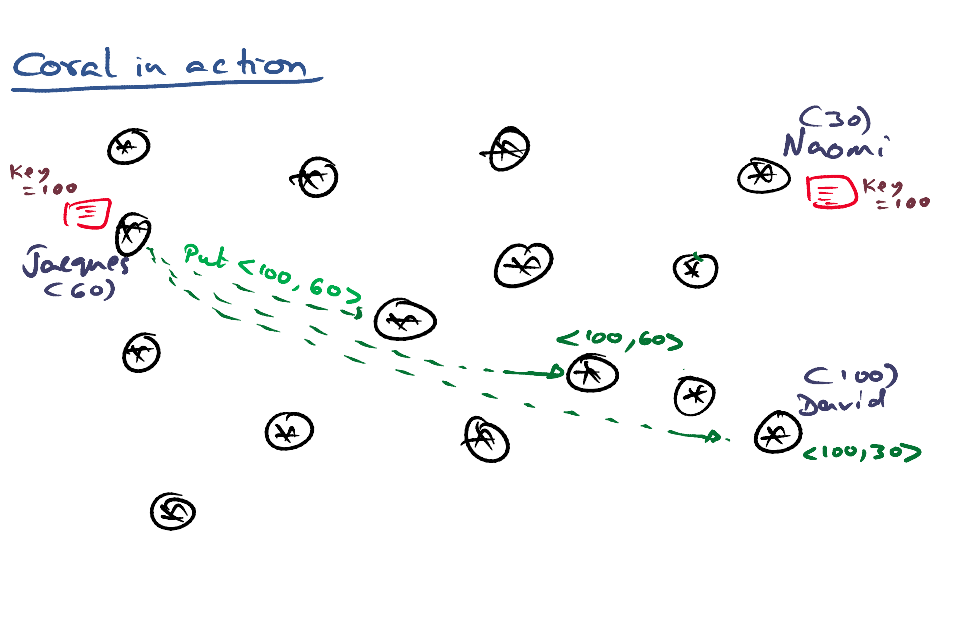 Coral in action
(30)
Naomi
Key
=100
Key
=100
Jacques
(60)
Put <100, 60>
<100, 60>
(100)
David
<100, 30>